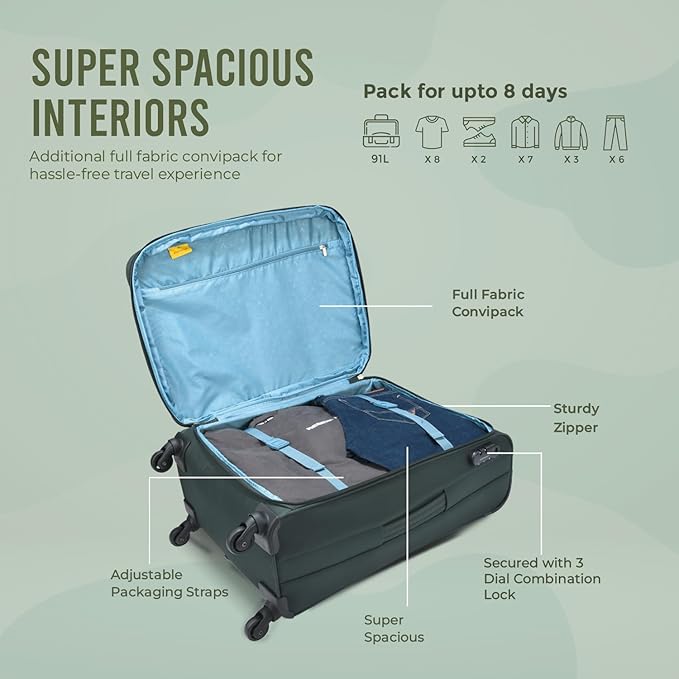 SUPER SPACIOUS
INTERIORS
Additional full fabric convipack for
hassle-free travel experience
Pack for upto 8 days
91L
X 8
X 2
X 7
X 3
X 6
Full Fabric
Convipack
Sturdy
Zipper
Adjustable
Packaging Straps
Super
Spacious
Secured with 3
Dial Combination
Lock